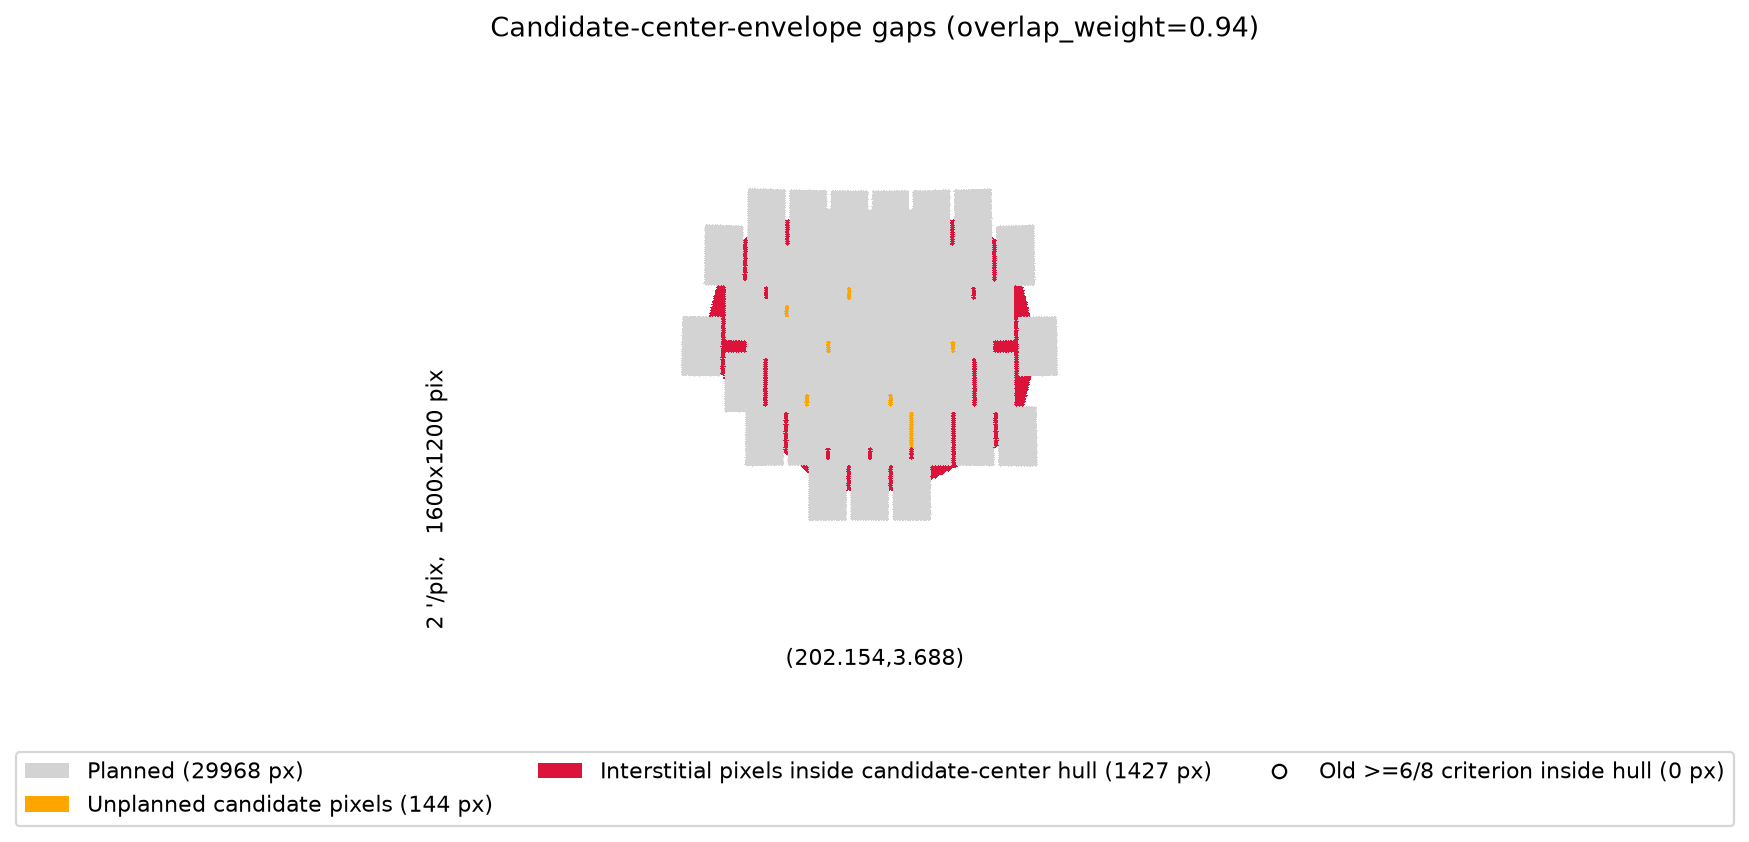 Candidate-center-envelope gaps (overlap_weight=0.94)
2 '/pix,   1600x1200 pix
(202.154,3.688)
Planned (29968 px)
Unplanned candidate pixels (144 px)
Interstitial pixels inside candidate-center hull (1427 px)
Old >=6/8 criterion inside hull (0 px)